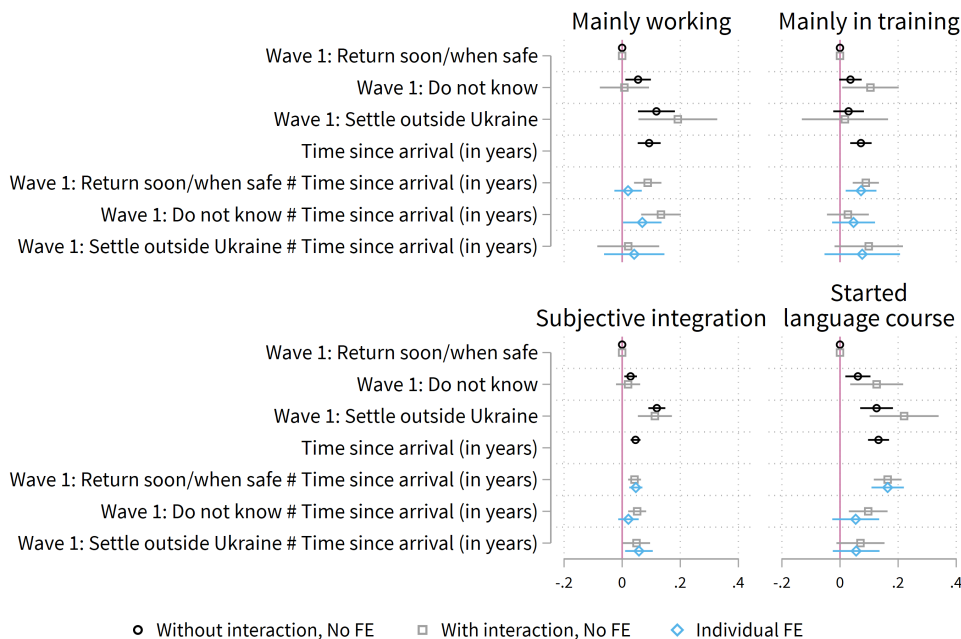 Mainly working
Mainly in training
Wave 1: Return soon/when safe
Wave 1: Do not know
Wave 1: Settle outside Ukraine
Time since arrival (in years)
Wave 1: Return soon/when safe # Time since arrival (in years)
Wave 1: Do not know # Time since arrival (in years)
Wave 1: Settle outside Ukraine # Time since arrival (in years)
Subjective integration
Started
language course
Wave 1: Return soon/when safe
Wave 1: Do not know
Wave 1: Settle outside Ukraine
Time since arrival (in years)
Wave 1: Return soon/when safe # Time since arrival (in years)
Wave 1: Do not know # Time since arrival (in years)
Wave 1: Settle outside Ukraine # Time since arrival (in years)
-.2 0 .2 .4 -.2 0 .2 .4
Without interaction, No FE With interaction, No FE Individual FE